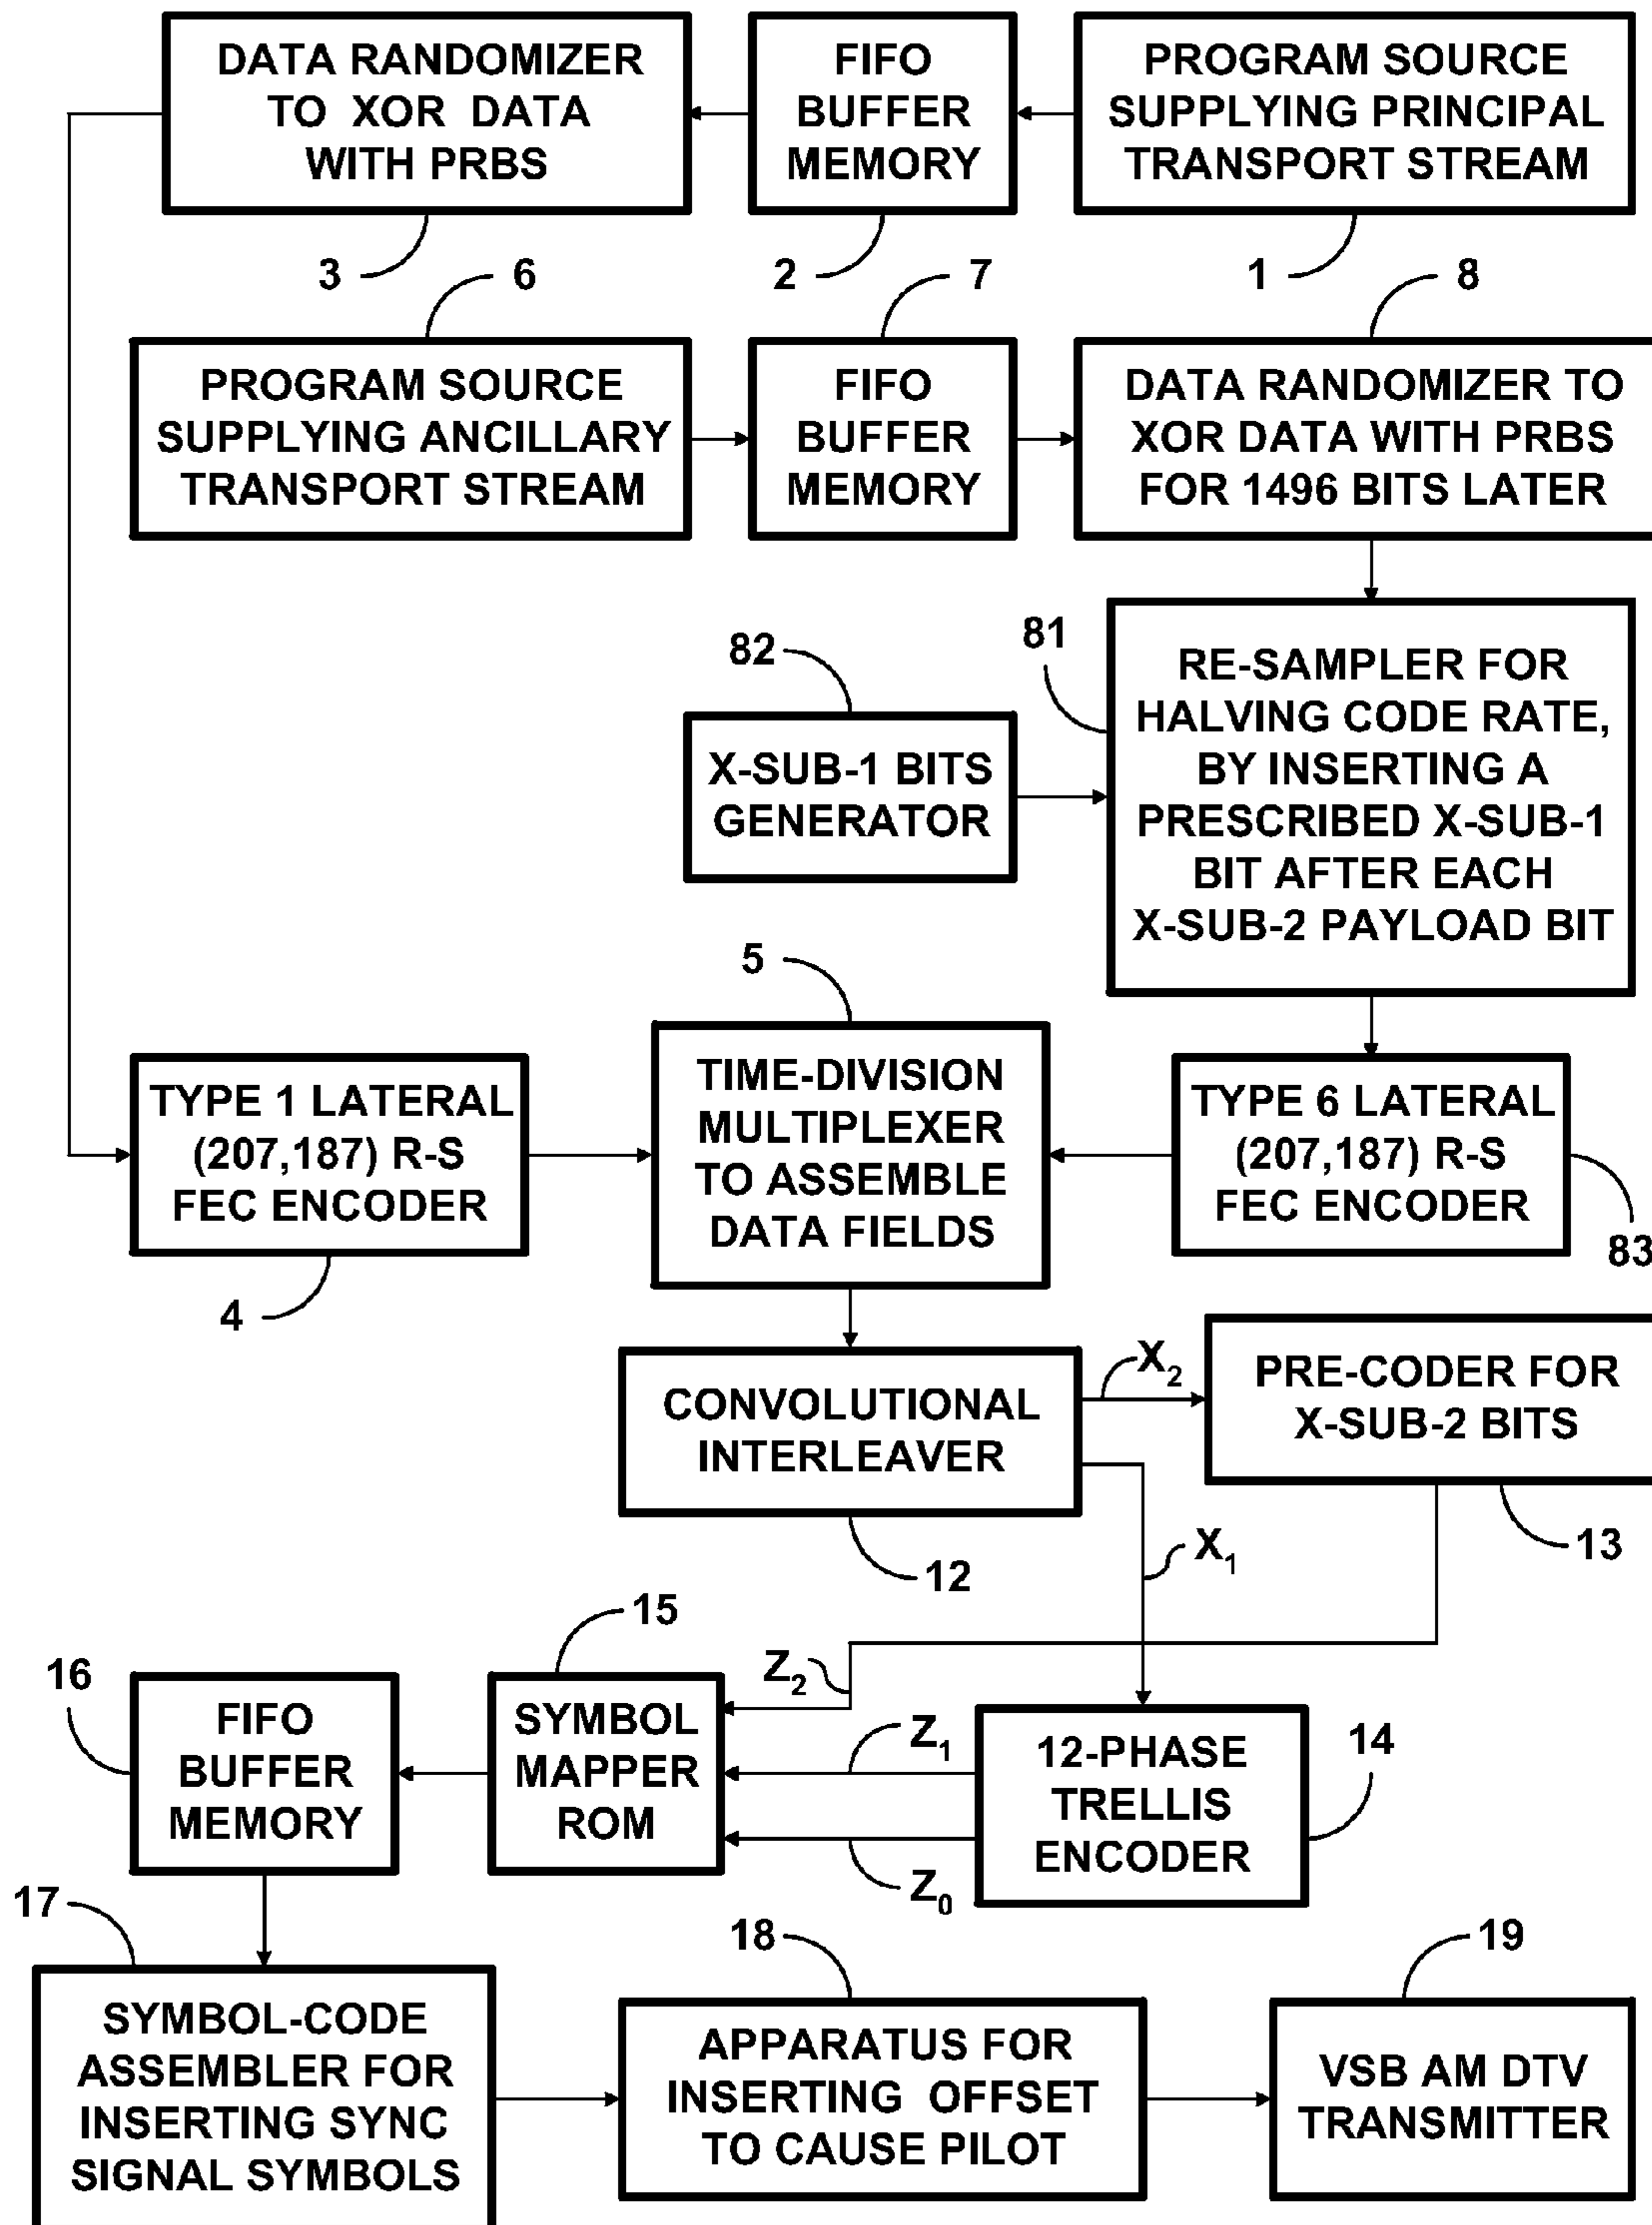 DATA RANDOMIZER
TO XOR DATA
WITH PRBS
FIFO
BUFFER
MEMORY
PROGRAM SOURCE
SUPPLYING PRINCIPAL
TRANSPORT STREAM
3
2
1
6
7
8
PROGRAM SOURCE
SUPPLYING ANCILLARY
TRANSPORT STREAM
FIFO
BUFFER
MEMORY
DATA RANDOMIZER TO
XOR DATA WITH PRBS
FOR 1496 BITS LATER
82
81
X-SUB-1 BITS
GENERATOR
RE-SAMPLER FOR
HALVING CODE RATE,
BY INSERTING A
PRESCRIBED X-SUB-1
BIT AFTER EACH
X-SUB-2 PAYLOAD BIT
5
TYPE 1 LATERAL
(207,187) R-S
FEC ENCODER
TIME-DIVISION
MULTIPLEXER
TO ASSEMBLE
DATA FIELDS
TYPE 6 LATERAL
(207,187) R-S
FEC ENCODER
4
83
CONVOLUTIONAL
INTERLEAVER
X₂
PRE-CODER FOR
X-SUB-2 BITS
12
X₁
13
15
16
Z₂
FIFO
BUFFER
MEMORY
SYMBOL
MAPPER
ROM
Z₁
Z₀
12-PHASE
TRELLIS
ENCODER
14
17
18
19
SYMBOL-CODE
ASSEMBLER FOR
INSERTING SYNC
SIGNAL SYMBOLS
APPARATUS FOR
INSERTING OFFSET
TO CAUSE PILOT
VSB AM DTV
TRANSMITTER